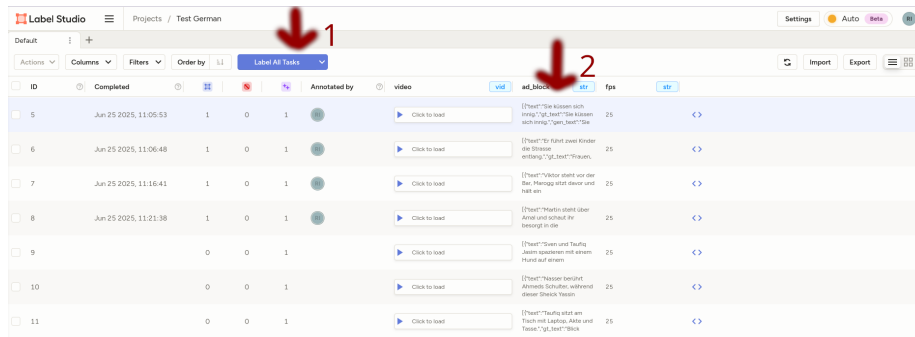 Label Studio Projects / Test German Settings Auto Beta RI
Default
1
Actions Columns Filters Order by Label All Tasks Import Export
2
ID Completed Annotated by video vid ad_block str fps str
5 Jun 25 2025, 11:05:53 1 0 1 RI Click to load [{"text":"Sie küssen sich innig.","gt_text":"Sie küssen sich innig.","gen_text":"Sie 25
6 Jun 25 2025, 11:06:48 1 0 1 RI Click to load [{"text":"Er führt zwei Kinder die Strasse entlang.","gt_text":"Frauen, 25
7 Jun 25 2025, 11:16:41 1 0 1 RI Click to load [{"text":"Viktor steht vor der Bar, Marogg sitzt davor und hält ein 25
8 Jun 25 2025, 11:21:38 1 0 1 RI Click to load [{"text":"Martin steht über Amal und schaut ihr besorgt in die 25
9 0 0 1 Click to load [{"text":"Sven und Taufiq Jasim spazieren mit einem Hund auf einem 25
10 0 0 1 Click to load [{"text":"Nasser berührt Ahmeds Schulter, während dieser Sheick Yassin 25
11 0 0 1 Click to load [{"text":"Taufiq sitzt am Tisch mit Laptop, Akte und Tasse.","gt_text":"Blick 25